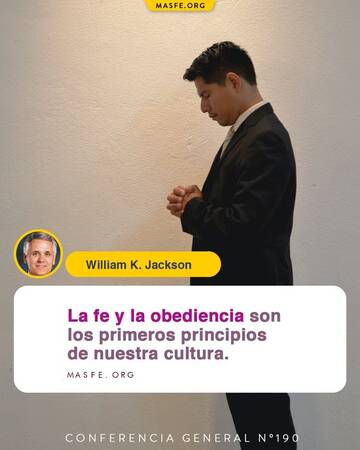 MASFE.ORG
William K. Jackson
La fe y la obediencia son
los primeros principios
de nuestra cultura.
MASFE.ORG
CONFERENCIA GENERAL Nº190